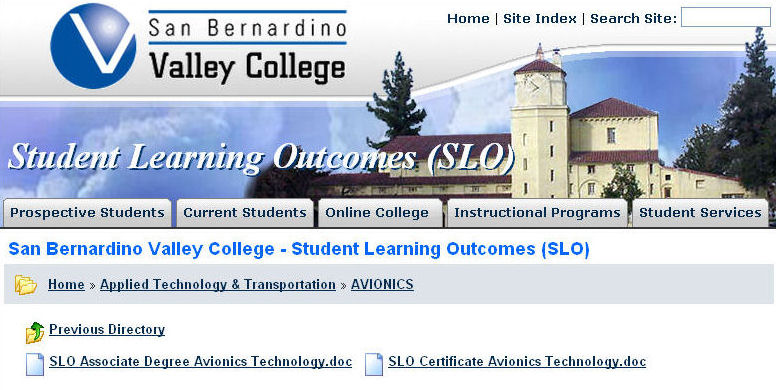 San Bernardino
Valley College
Home | Site Index | Search Site:
Student Learning Outcomes (SLO)
Prospective Students Current Students Online College Instructional Programs Student Services
San Bernardino Valley College - Student Learning Outcomes (SLO)
Home » Applied Technology & Transportation » AVIONICS
Previous Directory
SLO Associate Degree Avionics Technology.doc SLO Certificate Avionics Technology.doc